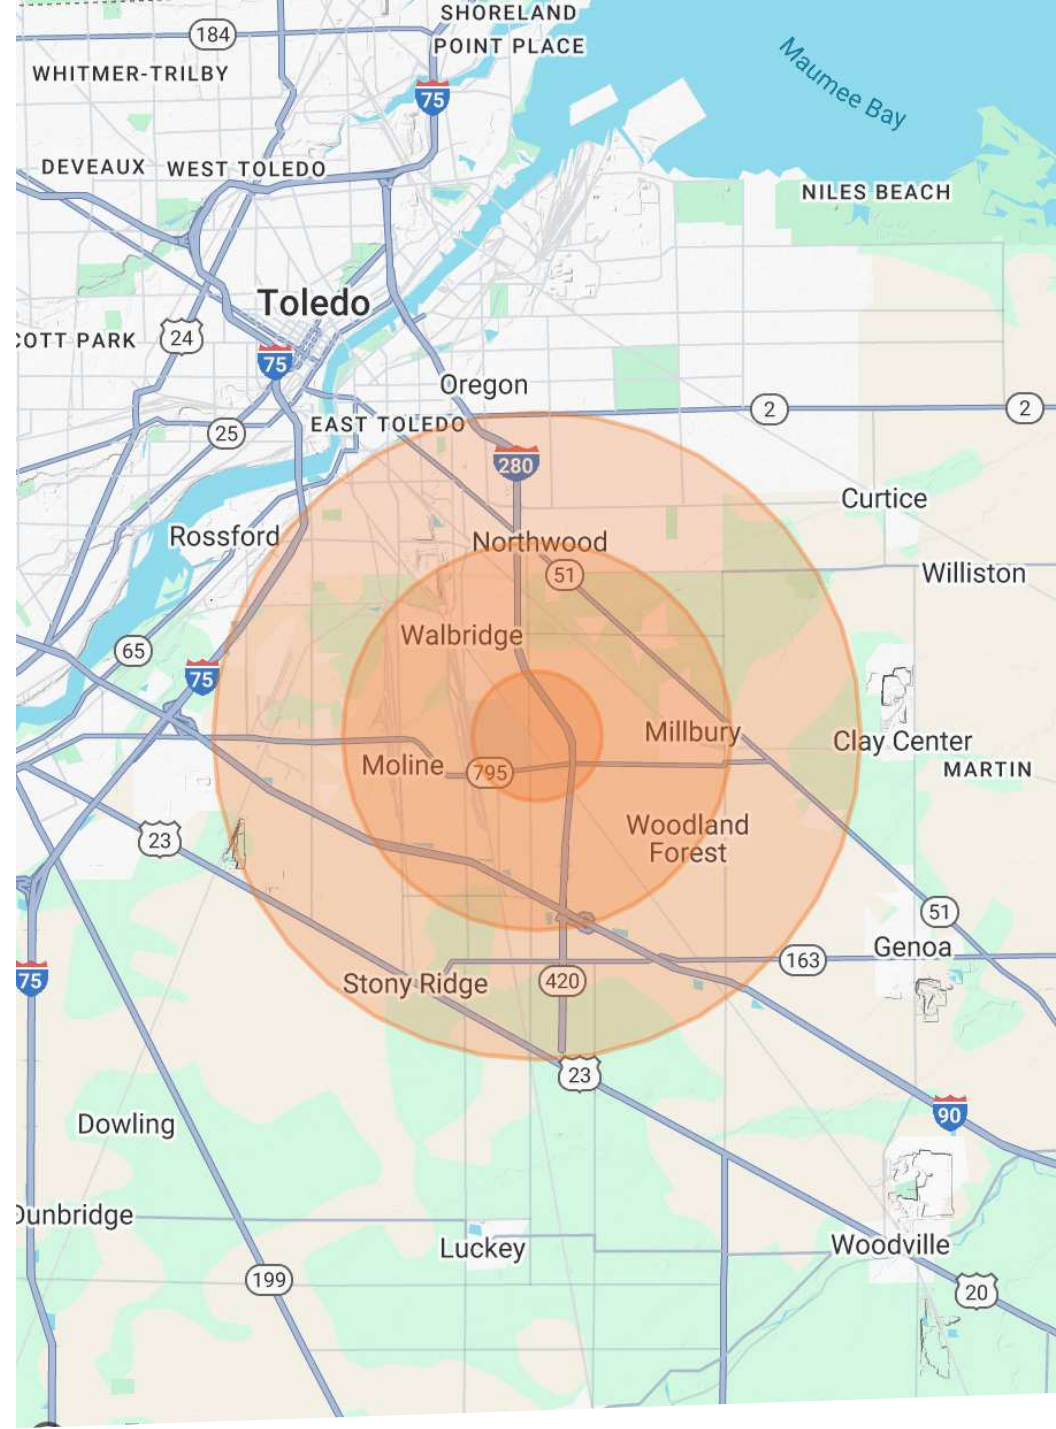 SHORELAND
POINT PLACE
184
WHITMER-TRILBY
75
Maumee Bay
DEVEAUX
WEST TOLEDO
NILES BEACH
Toledo
COTT PARK
24
75
Oregon
2
2
25
EAST TOLEDO
280
Curtice
Rossford
Northwood
51
Williston
Walbridge
65
75
Millbury
Clay Center
Moline
795
MARTIN
23
Woodland
Forest
51
Genoa
163
75
Stony Ridge
420
23
90
Dowling
Dunbridge
Luckey
Woodville
199
20